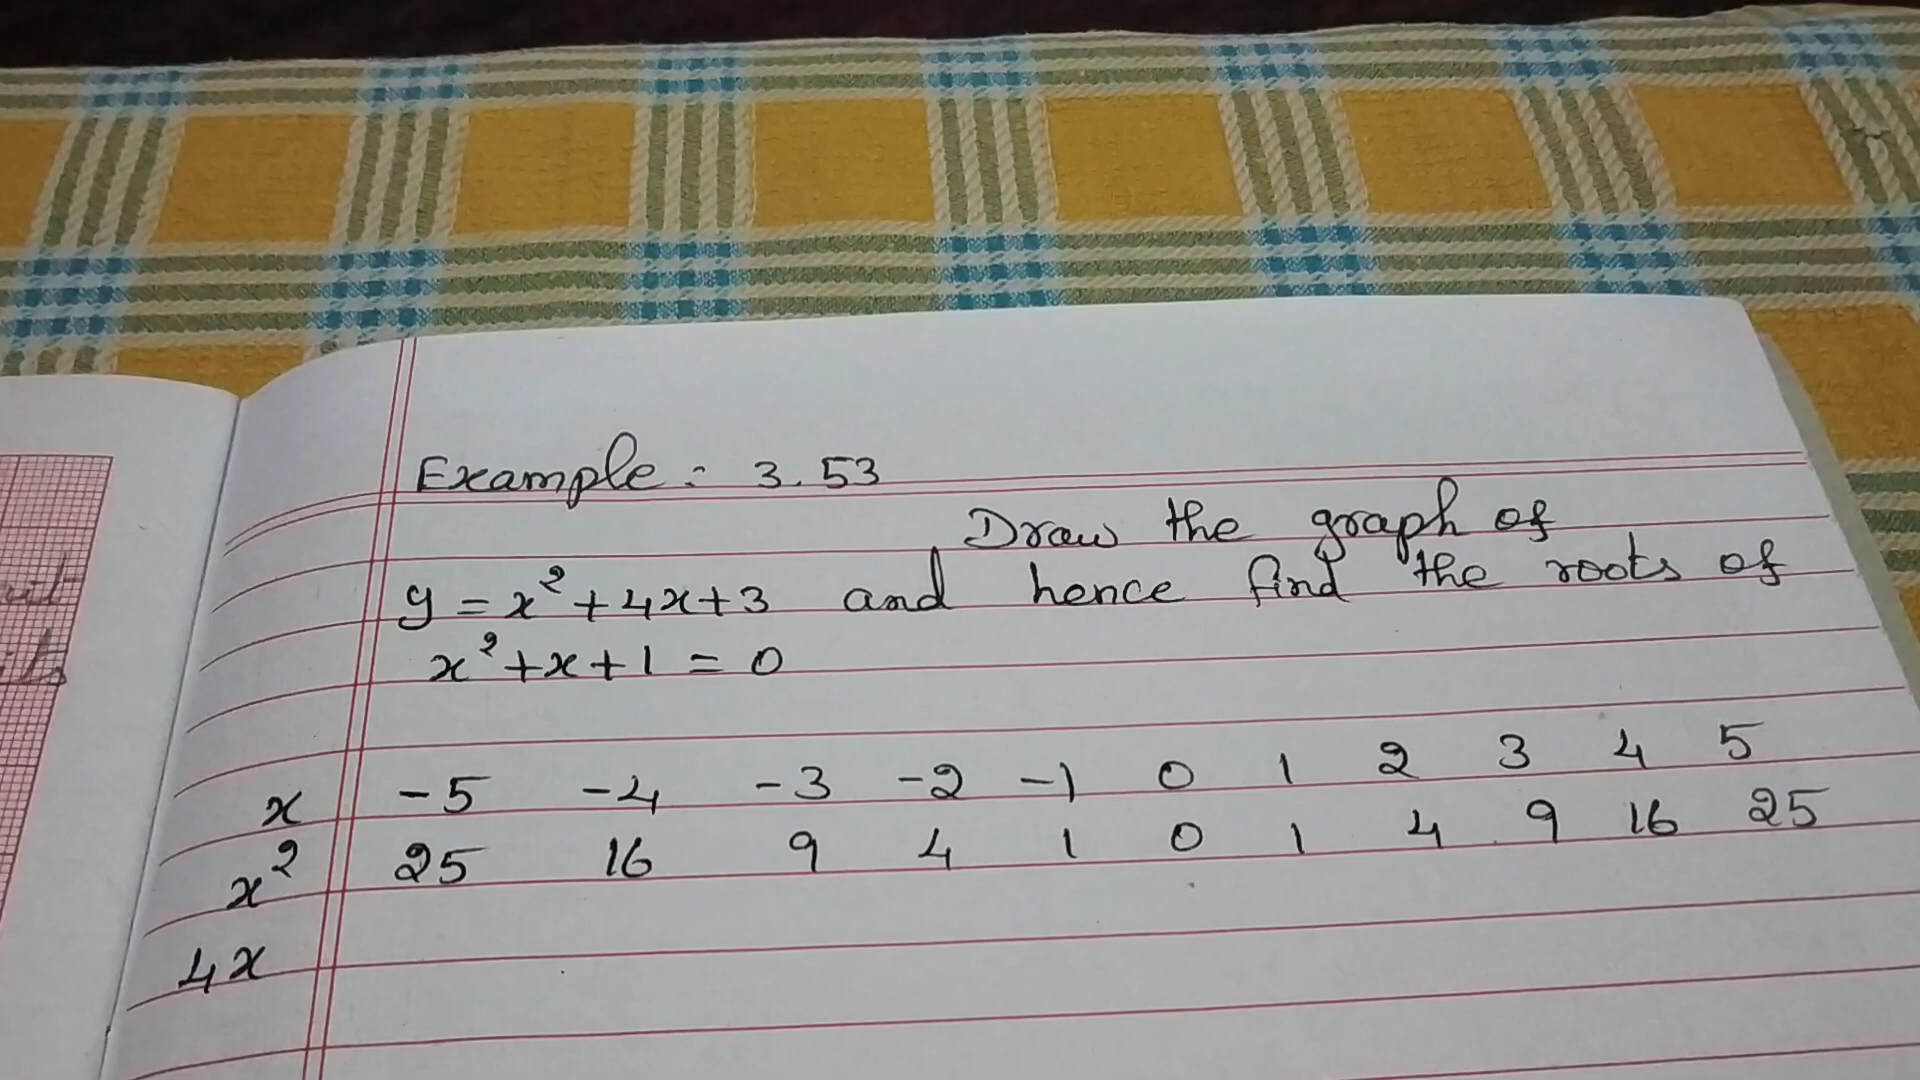 Example: 3.53
Draw the graph of
y = x² + 4x + 3 and hence find the roots of
x² + x + 1 = 0
x -5 -4 -3 -2 -1 0 1 2 3 4 5
x² 25 16 9 4 1 0 1 4 9 16 25
4x